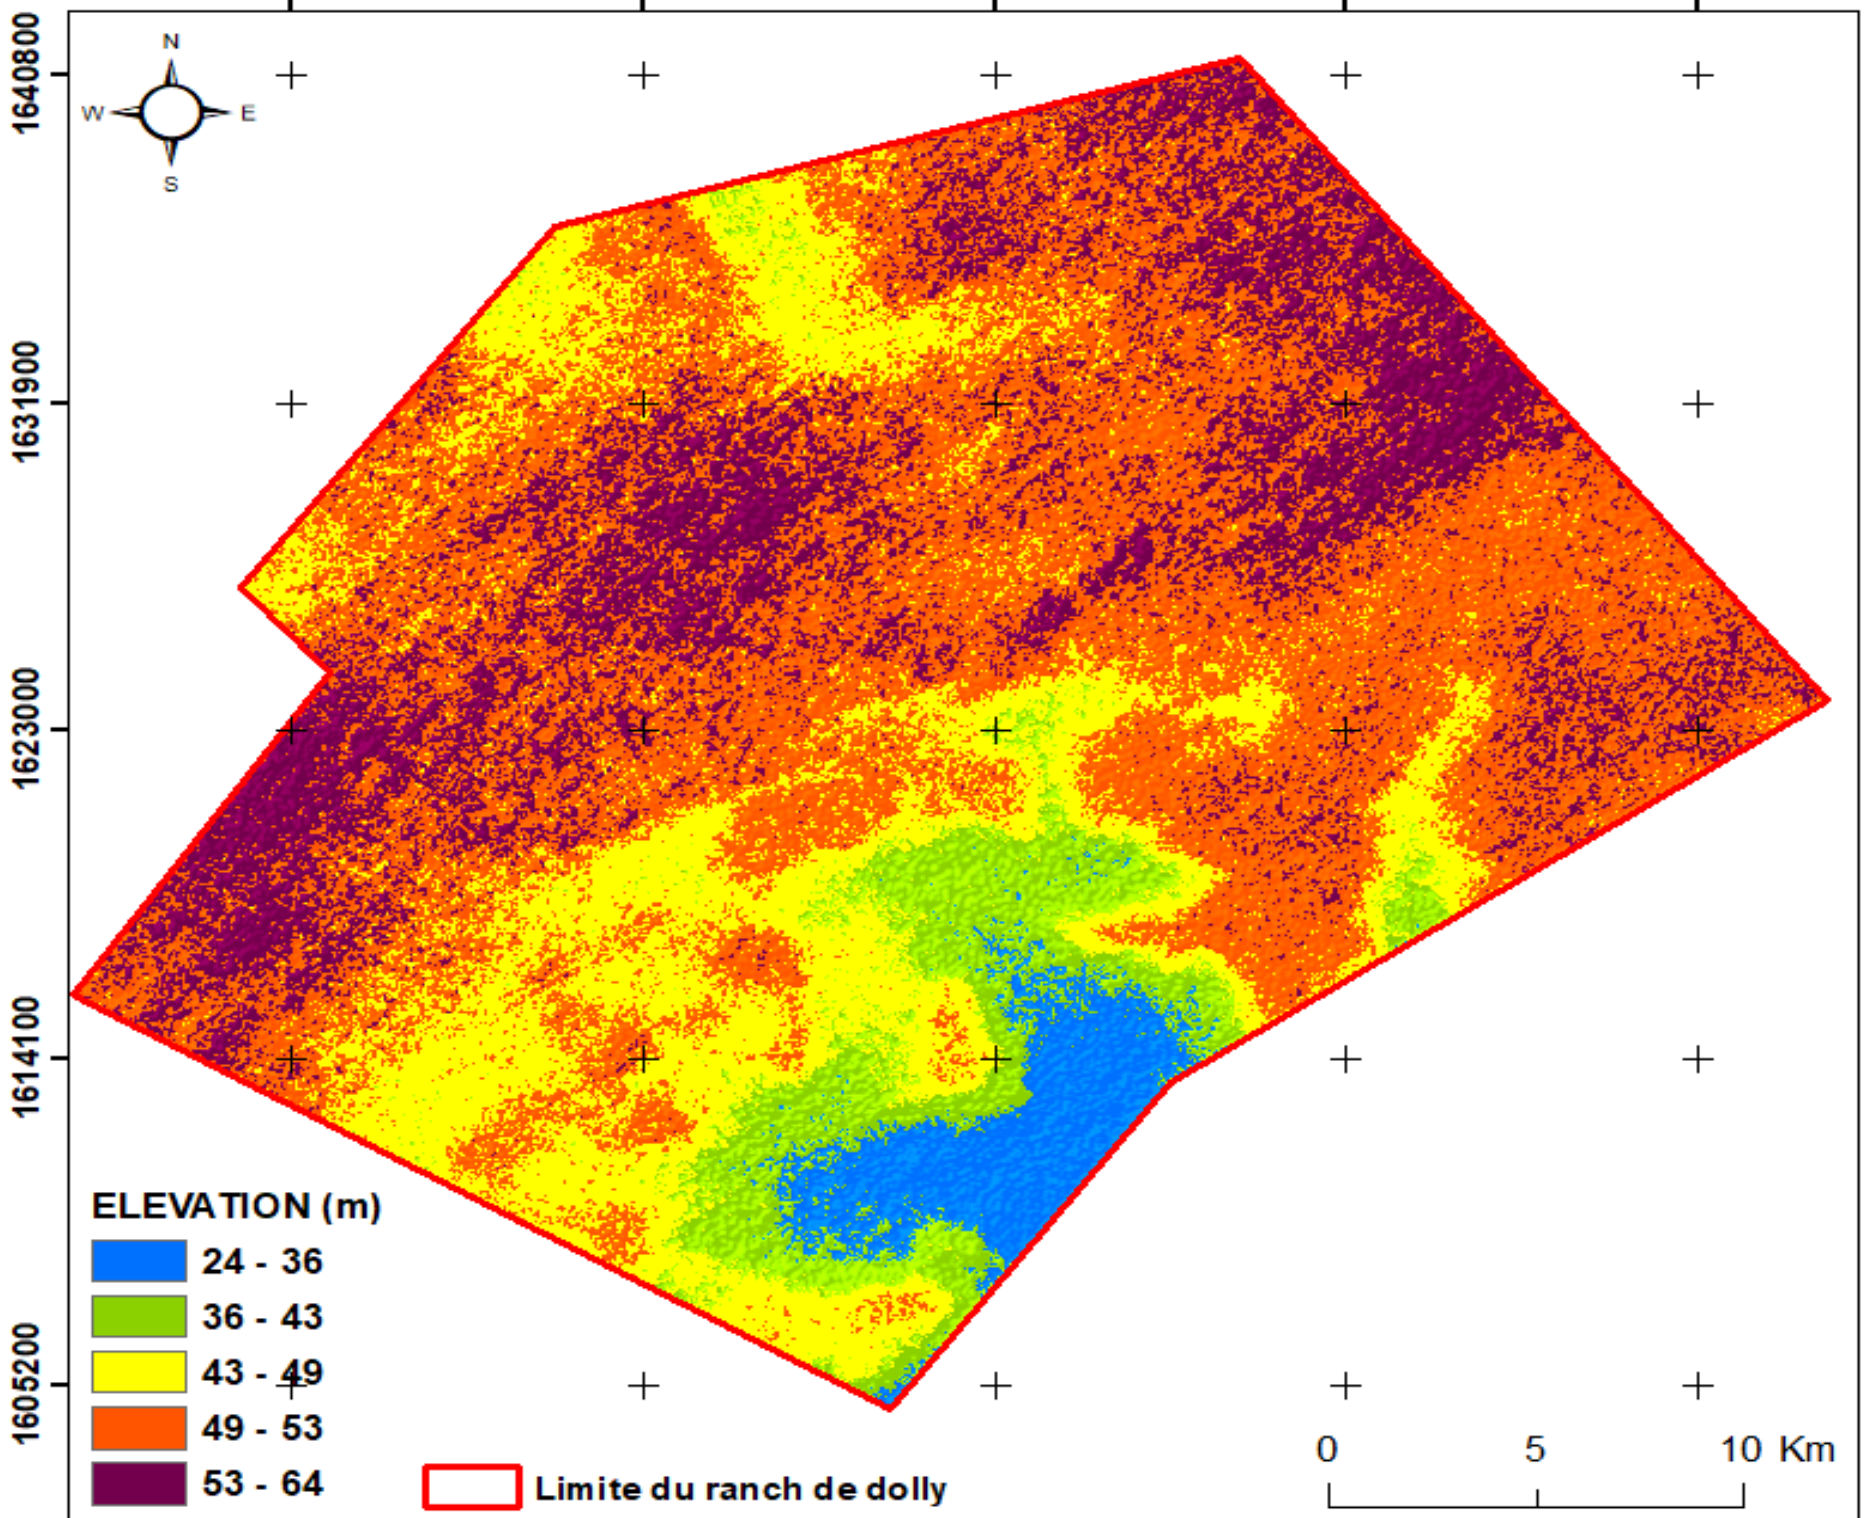 N
W E
S
1640800
1631900
1623000
1614100
1605200
ELEVATION (m)
24 - 36
36 - 43
43 - 49
49 - 53
53 - 64
Limite du ranch de dolly
0 5 10 Km